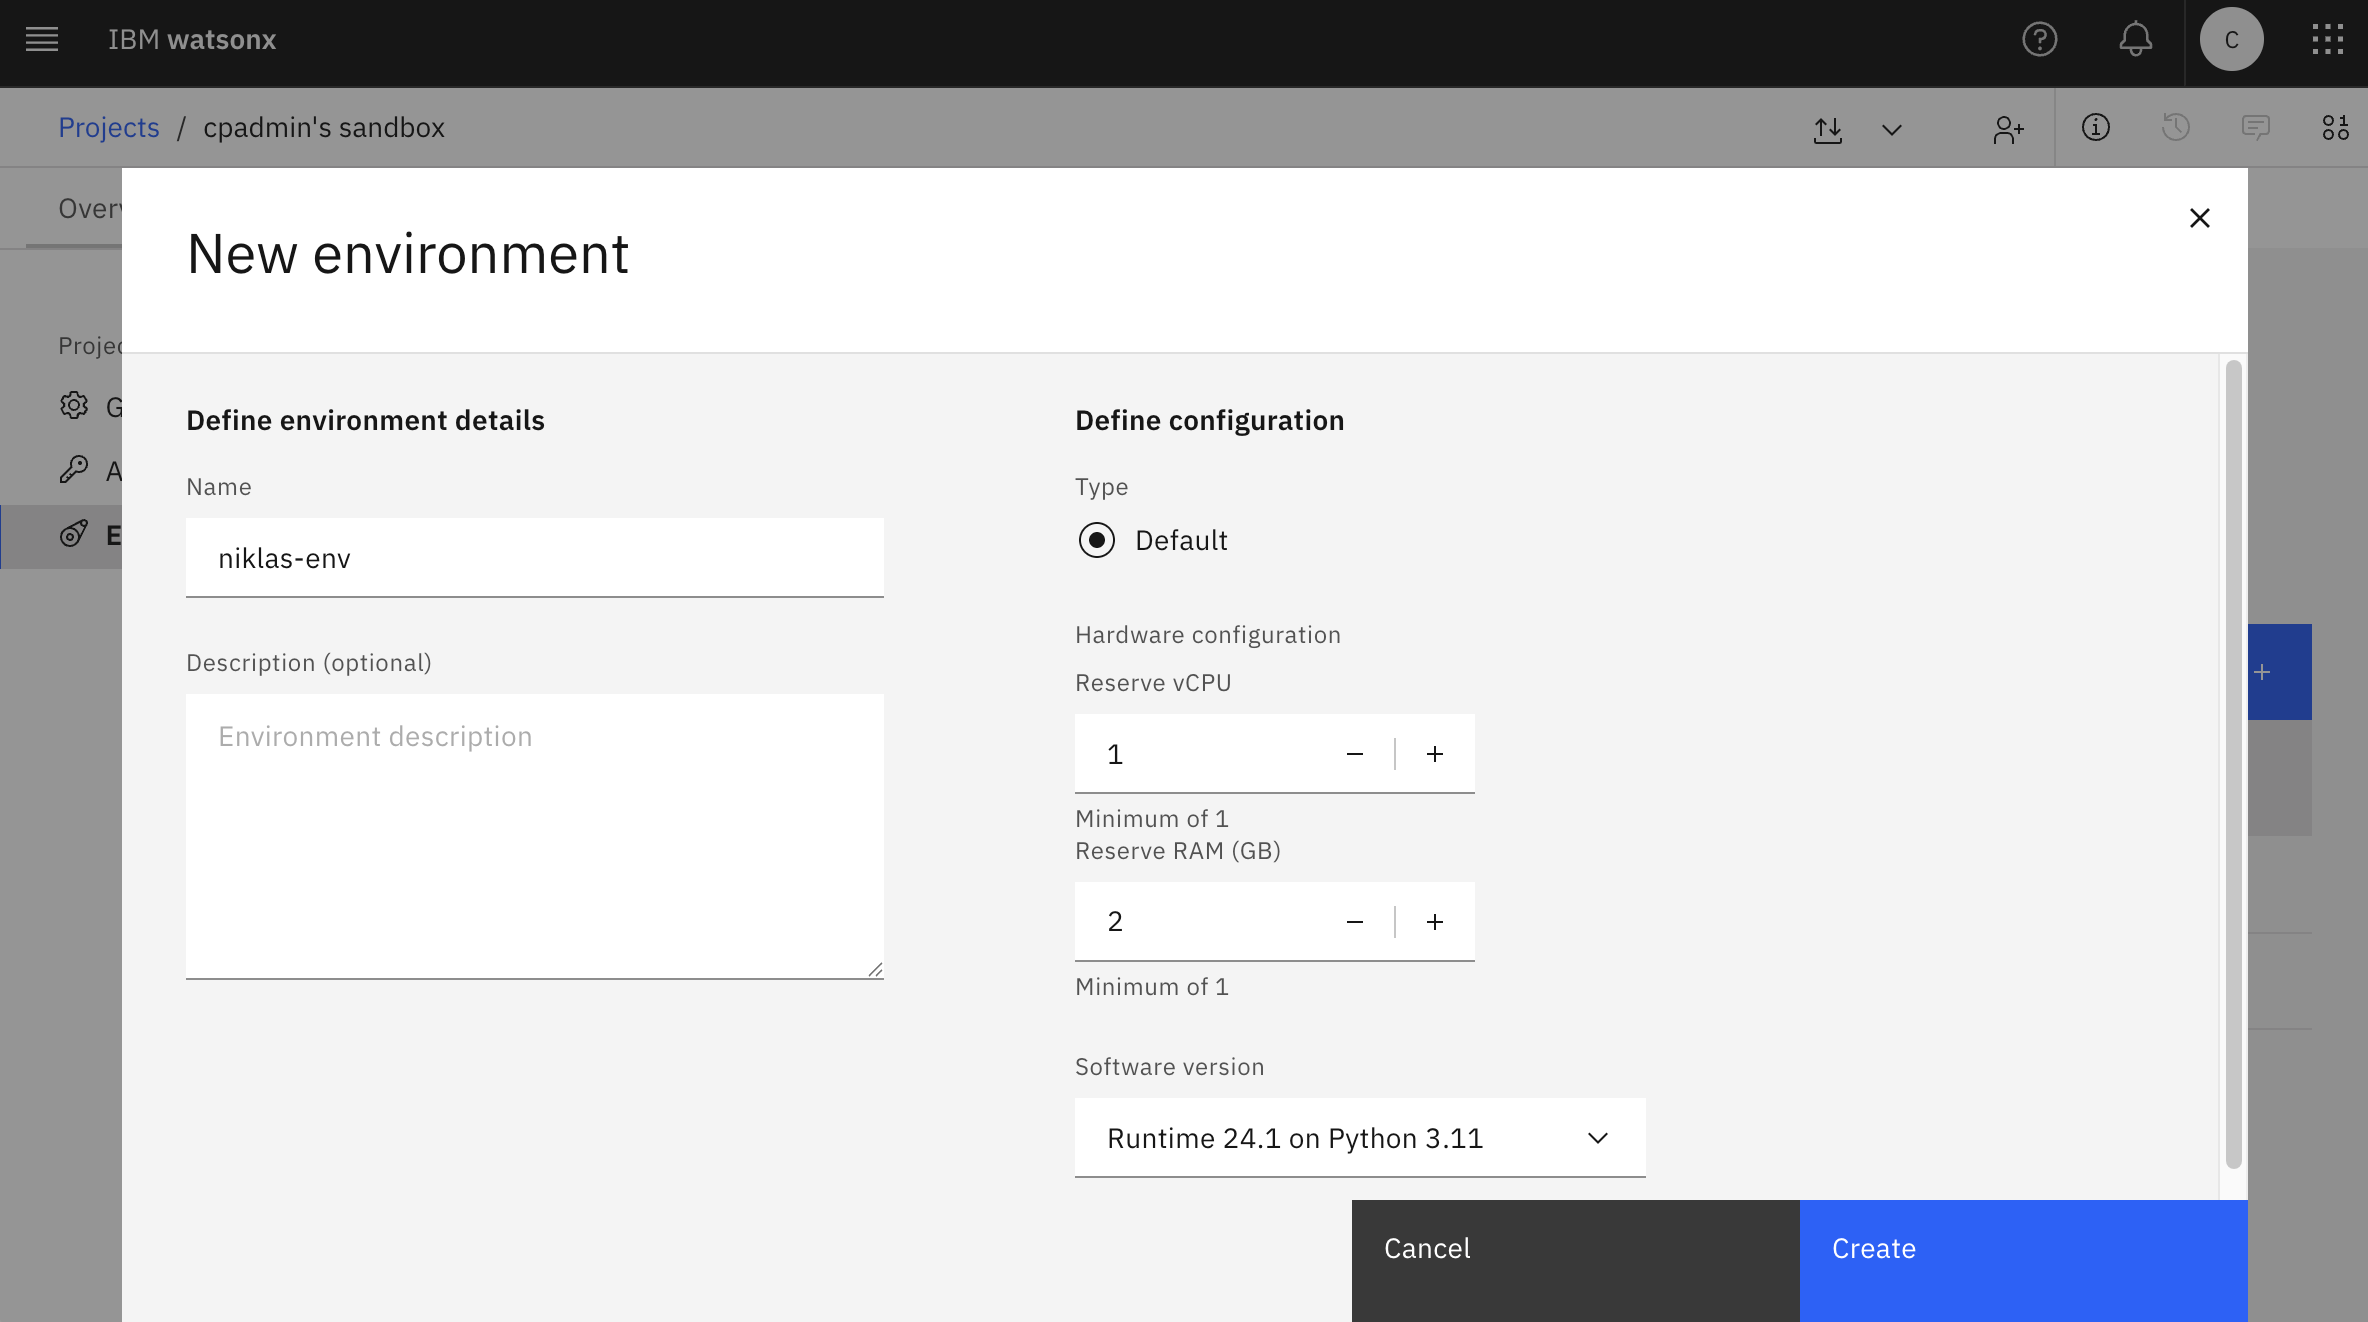 IBM watsonx
C
Projects / cpadmin's sandbox
New environment
Define environment details
Name
niklas-env
Description (optional)
Environment description
Define configuration
Type
Default
Hardware configuration
Reserve vCPU
1
Minimum of 1
Reserve RAM (GB)
2
Minimum of 1
Software version
Runtime 24.1 on Python 3.11
Cancel
Create